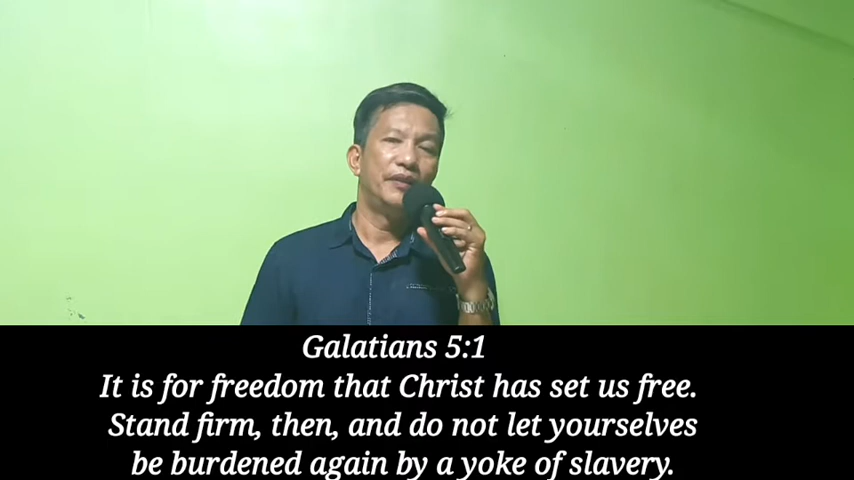 Galatians 5:1
It is for freedom that Christ has set us free.
Stand firm, then, and do not let yourselves
be burdened again by a yoke of slavery.